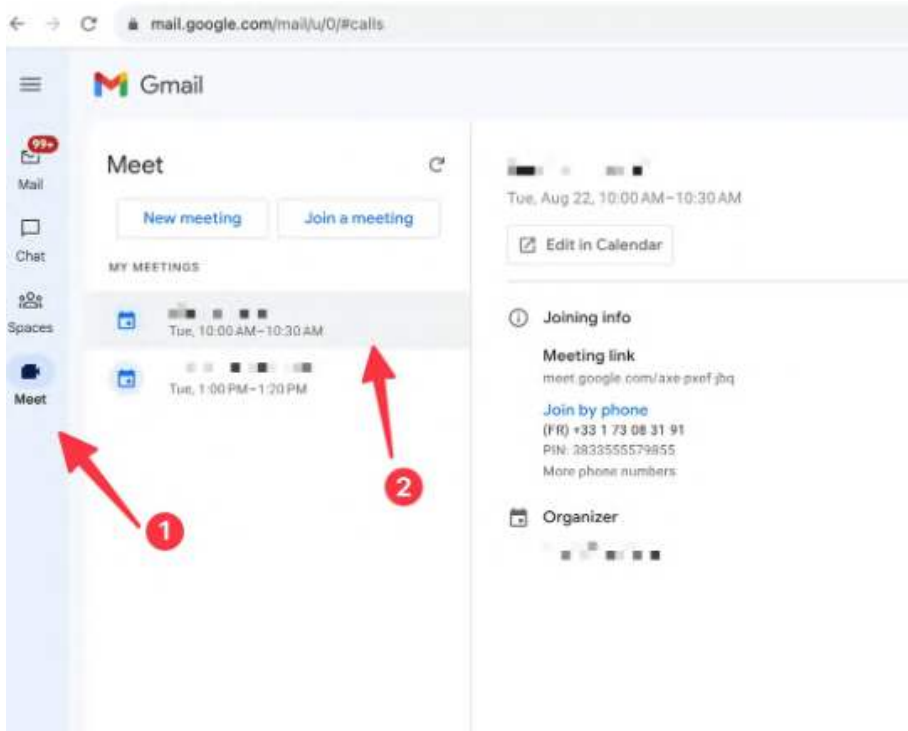 mail.google.com/mail/u/0/#calls
Gmail
99+
Mail
Chat
Spaces
Meet
Meet
New meeting
Join a meeting
MY MEETINGS
Tue, 10:00 AM–10:30 AM
Tue, 1:00 PM–1:20 PM
1
2
Tue, Aug 22, 10:00 AM–10:30 AM
Edit in Calendar
Joining info
Meeting link
meet.google.com/axe-pxof-jbq
Join by phone
(FR) +33 1 73 08 31 91
PIN: 3833555579855
More phone numbers
Organizer